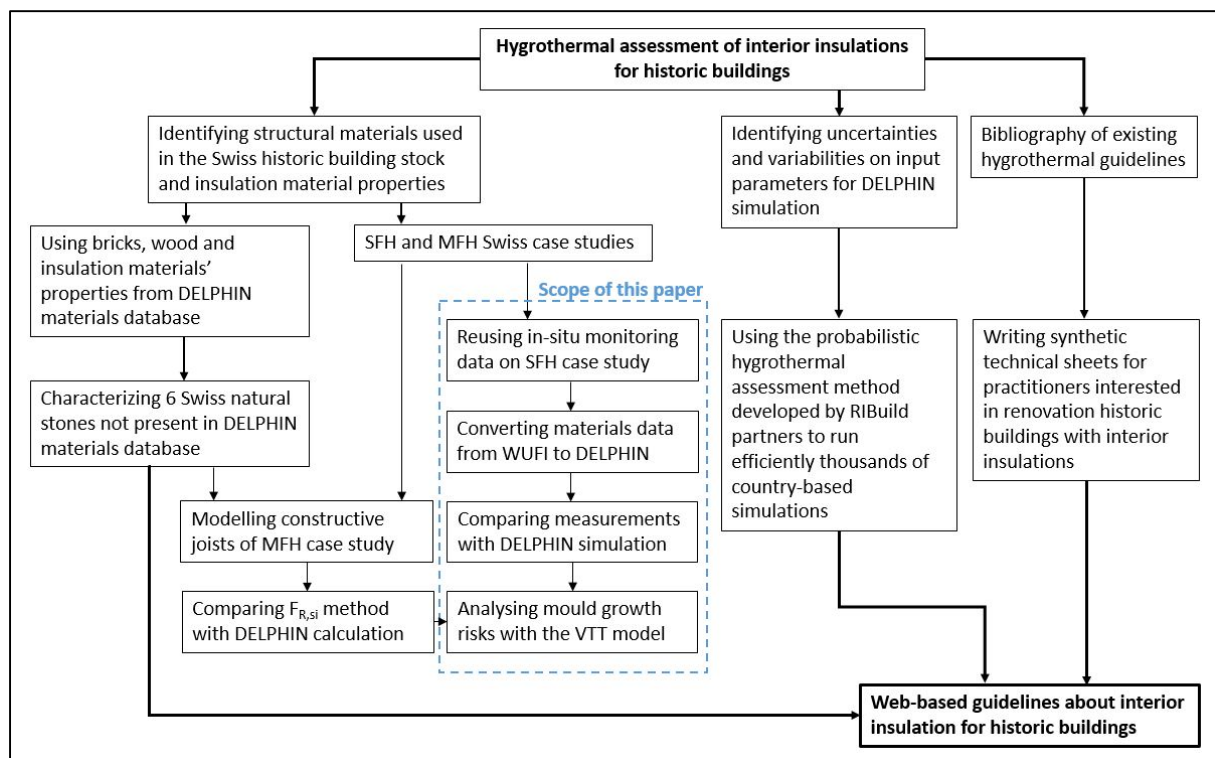 Hygrothermal assessment of interior insulations
for historic buildings
Identifying structural materials used
in the Swiss historic building stock
and insulation material properties
Identifying uncertainties
and variabilities on input
parameters for DELPHIN
simulation
Bibliography of existing
hygrothermal guidelines
Using bricks, wood and
insulation materials’
properties from DELPHIN
materials database
SFH and MFH Swiss case studies
Scope of this paper
Reusing in-situ monitoring
data on SFH case study
Using the probabilistic
hygrothermal
assessment method
developed by RIBuild
partners to run
efficiently thousands of
country-based
simulations
Writing synthetic
technical sheets for
practitioners interested
in renovation historic
buildings with interior
insulations
Characterizing 6 Swiss natural
stones not present in DELPHIN
materials database
Converting materials data
from WUFI to DELPHIN
Modelling constructive
joists of MFH case study
Comparing measurements
with DELPHIN simulation
Comparing FR,si method
with DELPHIN calculation
Analysing mould growth
risks with the VTT model
Web-based guidelines about interior
insulation for historic buildings